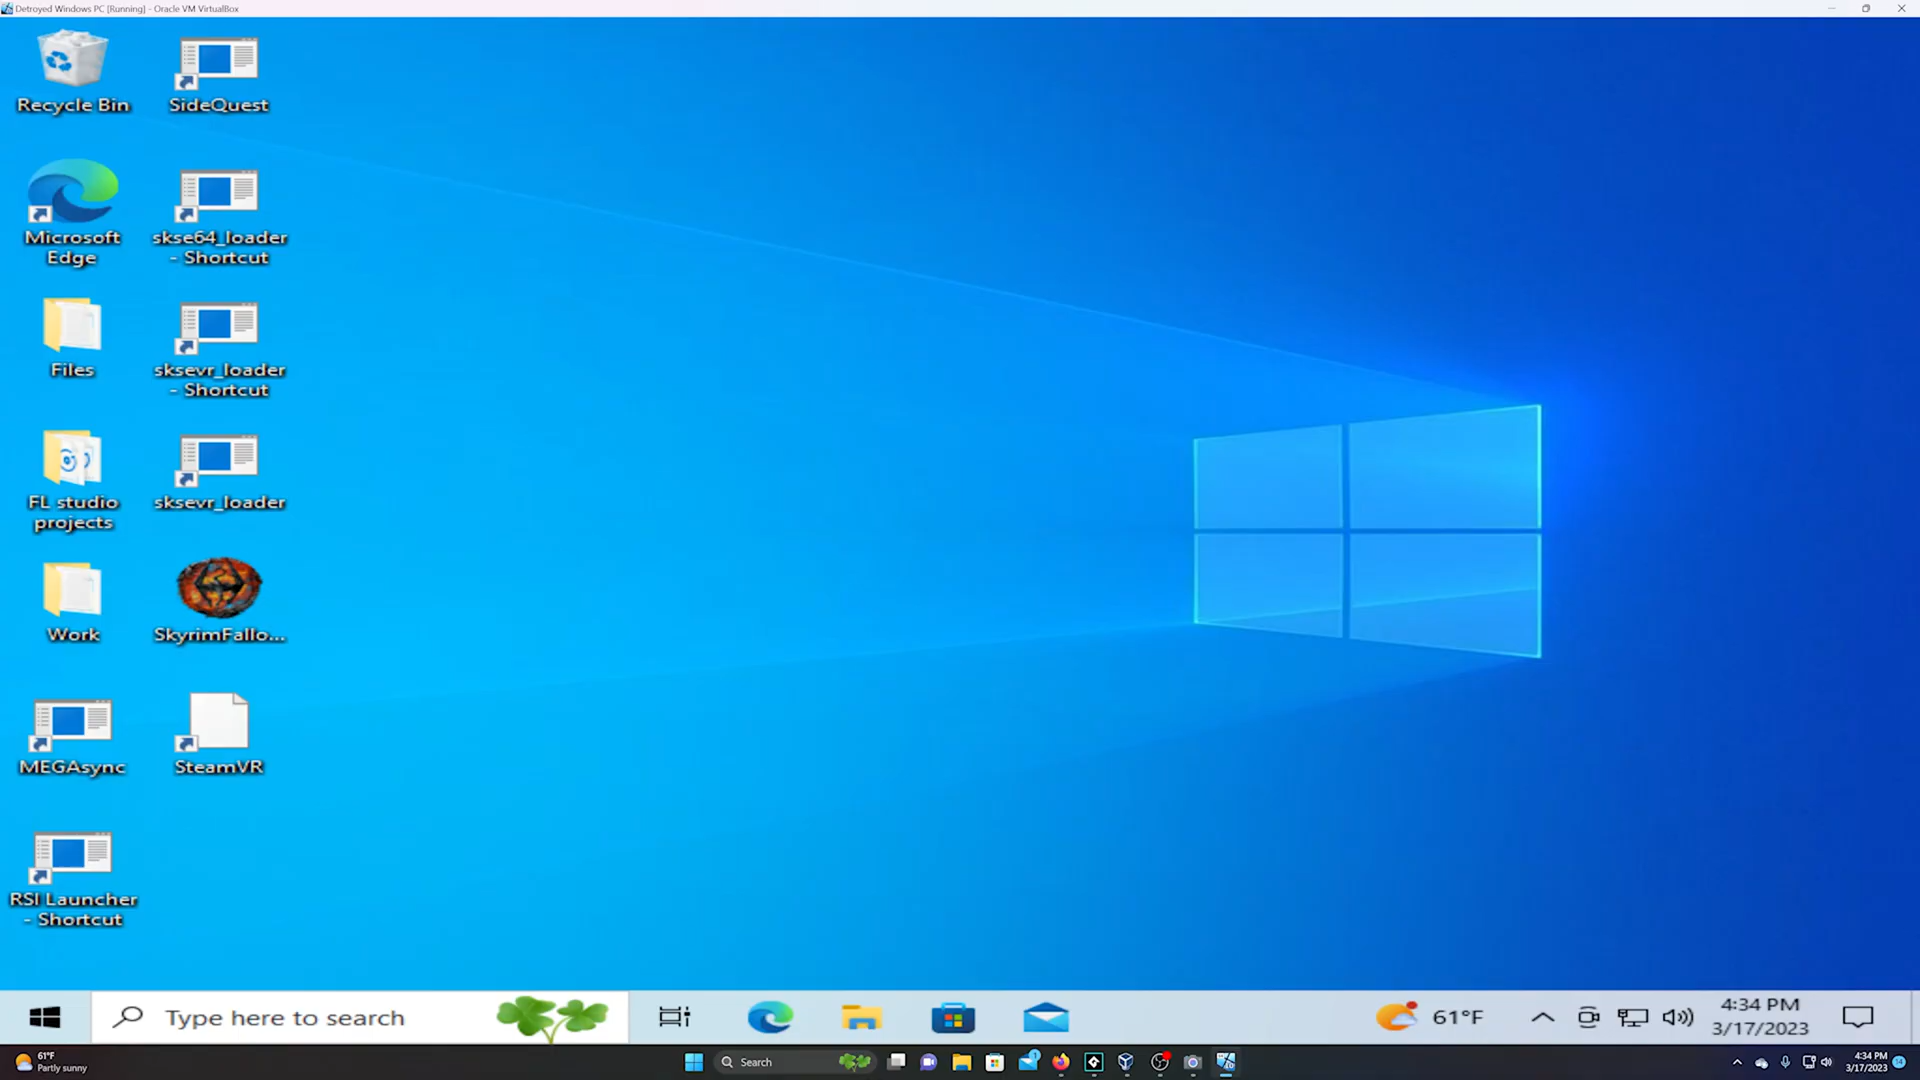 Detroyed Windows PC [Running] - Oracle VM VirtualBox
Recycle Bin
SideQuest
Microsoft
Edge
skse64_loader
- Shortcut
Files
sksevr_loader
- Shortcut
FL studio
projects
sksevr_loader
Work
SkyrimFallo...
MEGAsync
SteamVR
RSI Launcher
- Shortcut
Type here to search
61°F
4:34 PM
3/17/2023
61°F
Partly sunny
Search
4:34 PM
3/17/2023